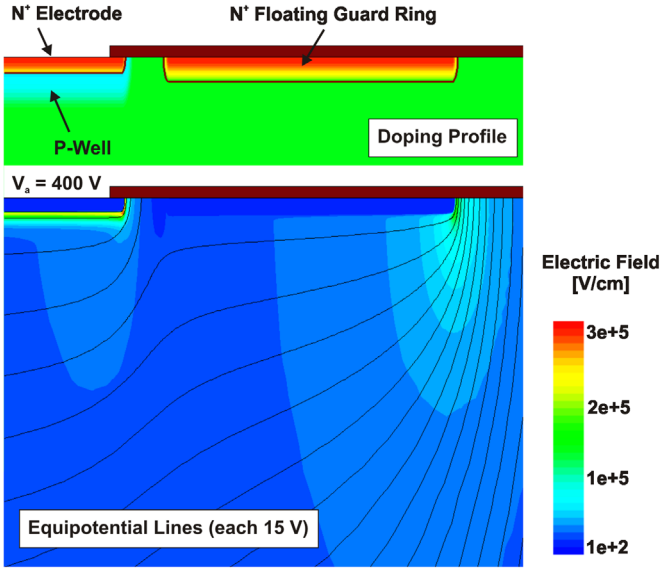 N⁺ Electrode
N⁺ Floating Guard Ring
P-Well
Doping Profile
Vₐ = 400 V
Electric Field
[V/cm]
3e+5
2e+5
1e+5
1e+2
Equipotential Lines (each 15 V)